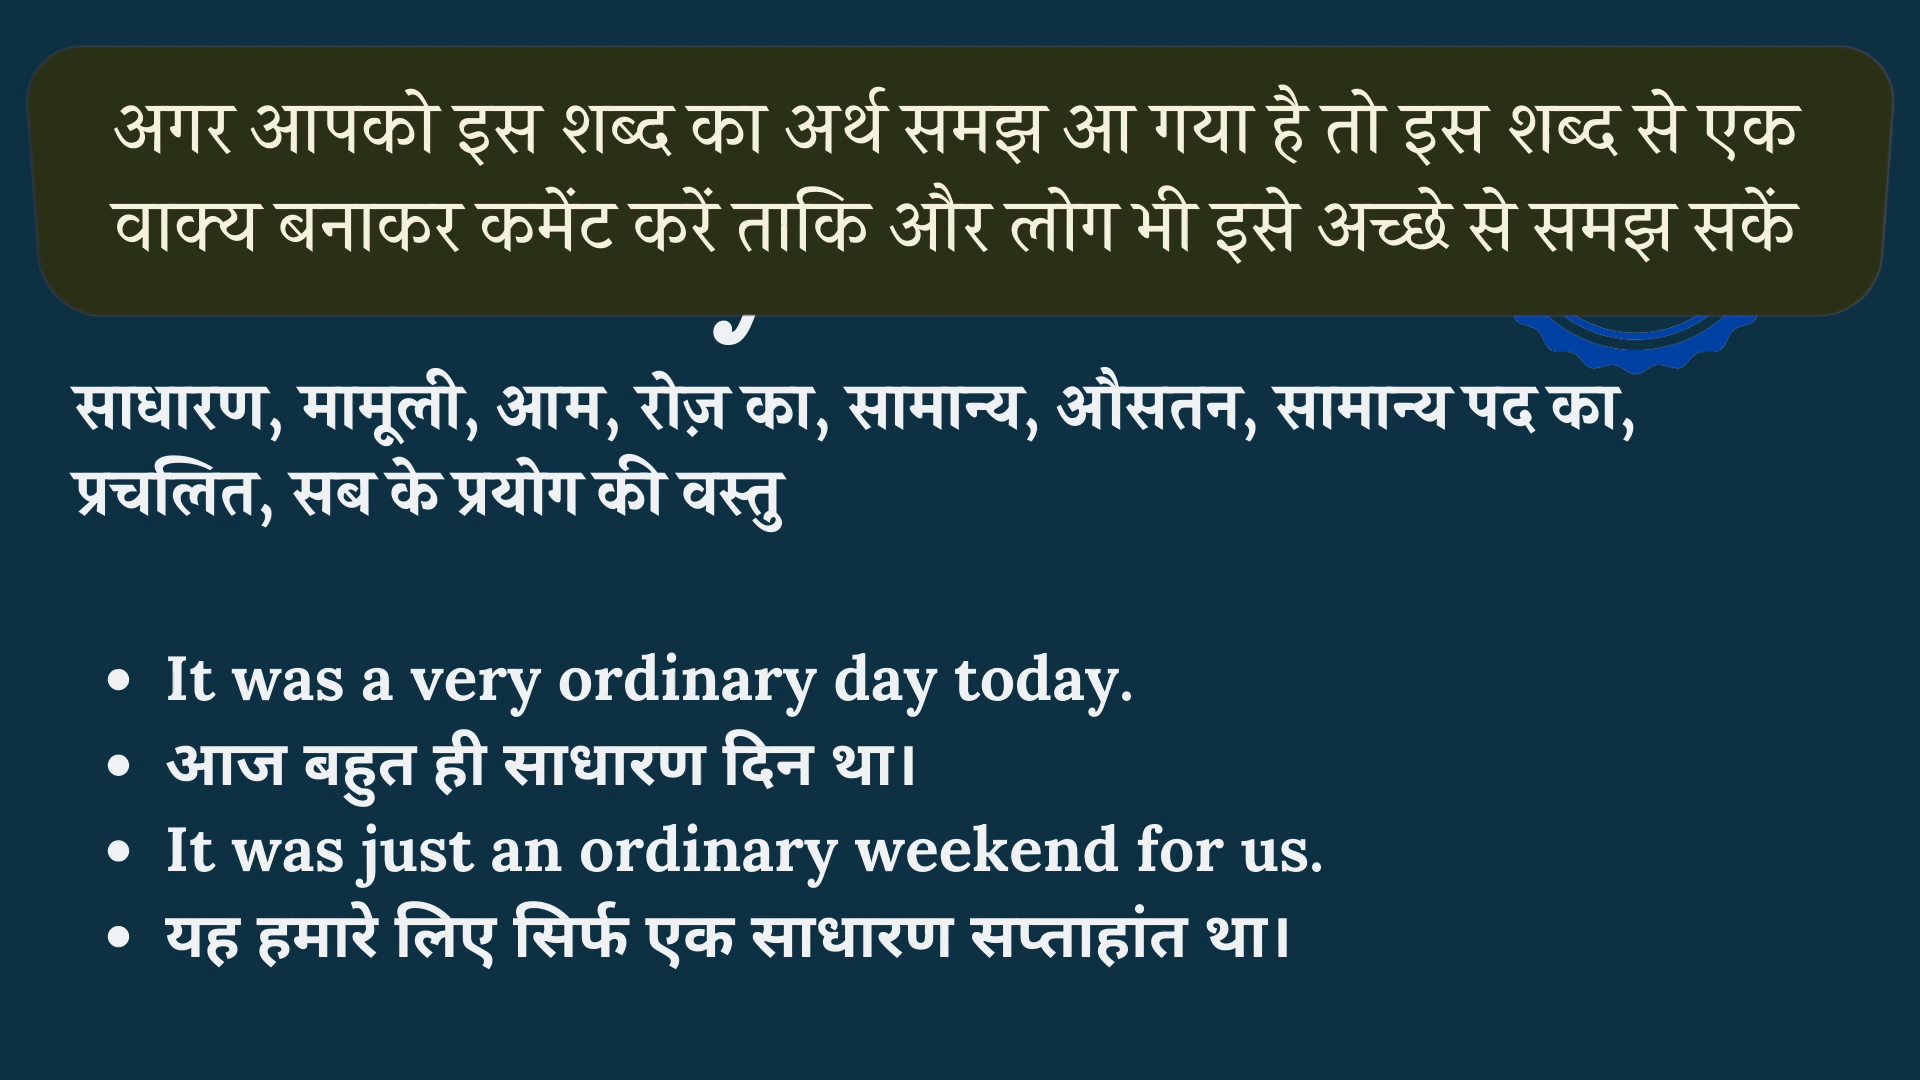 अगर आपको इस शब्द का अर्थ समझ आ गया है तो इस शब्द से एक
वाक्य बनाकर कमेंट करें ताकि और लोग भी इसे अच्छे से समझ सकें
साधारण, मामूली, आम, रोज़ का, सामान्य, औसतन, सामान्य पद का,
प्रचलित, सब के प्रयोग की वस्तु
• It was a very ordinary day today.
• आज बहुत ही साधारण दिन था।
• It was just an ordinary weekend for us.
• यह हमारे लिए सिर्फ एक साधारण सप्ताहांत था।